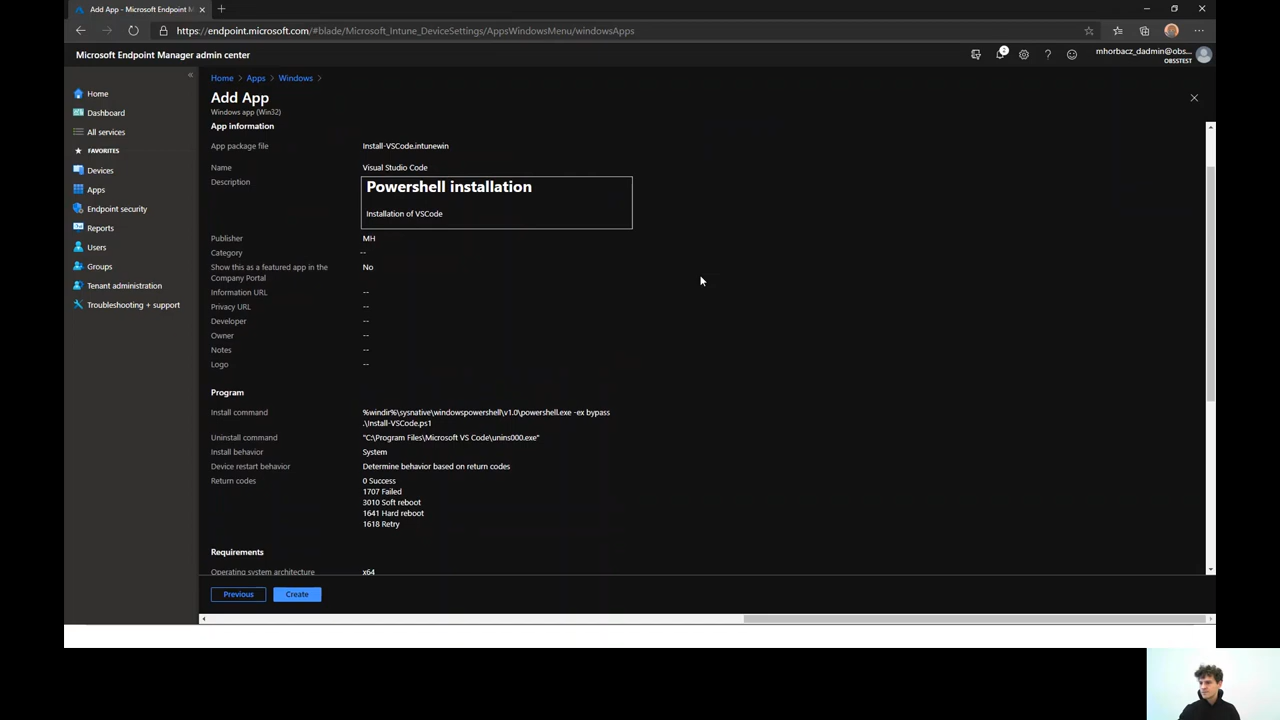 Add App - Microsoft Endpoint M
https://endpoint.microsoft.com/#blade/Microsoft_Intune_DeviceSettings/AppsWindowsMenu/windowsApps
Microsoft Endpoint Manager admin center
2
mhorbacz_dadmin@obs...
OBSSTEST
Home
Dashboard
All services
FAVORITES
Devices
Apps
Endpoint security
Reports
Users
Groups
Tenant administration
Troubleshooting + support
Home > Apps > Windows >
Add App
Windows app (Win32)
App information
App package file Install-VSCode.intunewin
Name Visual Studio Code
Description
Powershell installation
Installation of VSCode
Publisher MH
Category --
Show this as a featured app in the No
Company Portal
Information URL --
Privacy URL --
Developer --
Owner --
Notes --
Logo --
Program
Install command %windir%\sysnative\windowspowershell\v1.0\powershell.exe -ex bypass
.\Install-VSCode.ps1
Uninstall command "C:\Program Files\Microsoft VS Code\unins000.exe"
Install behavior System
Device restart behavior Determine behavior based on return codes
Return codes 0 Success
1707 Failed
3010 Soft reboot
1641 Hard reboot
1618 Retry
Requirements
Operating system architecture x64
Previous Create